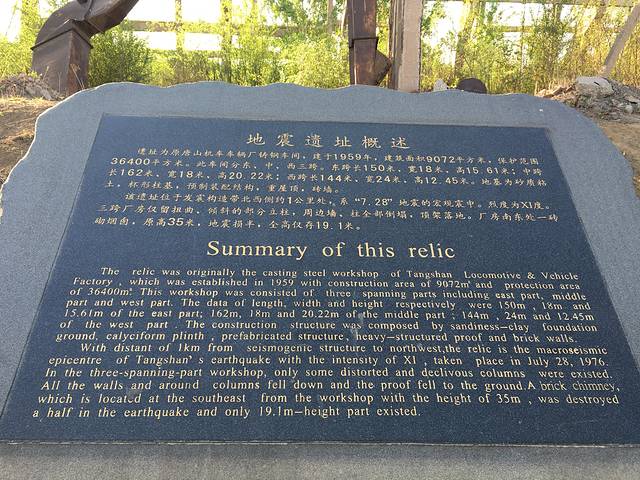 地震遗址概述
遗址为原唐山机车车辆厂铸钢车间，建于1959年，建筑面积9072平方米，保护范围
36400平方米。此车间分东、中、西三跨。东跨长150米，宽18米，高15.61米；中跨
长162米，宽18米，高20.22米；西跨长144米，宽24米，高12.45米。地基为砂质粘
土，杯形柱基，预制装配结构，重屋顶，砖墙。
该遗址位于发震构造带北西侧约1公里处，系“7.28”地震的宏观震中。烈度为XI度。
三跨厂房仅留扭曲、倾斜的部分立柱，周边墙、柱全部倒塌，顶架落地。厂房南东处一砖
砌烟囱，原高35米，地震损半，全高仅存19.1米。
Summary of this relic
The relic was originally the casting steel workshop of Tangshan Locomotive & Vehicle
Factory , which was established in 1959 with construction area of 9072m² and protection area
of 36400m². This workshop was consisted of three spanning parts including east part, middle
part and west part. The data of length, width and height respectively were 150m , 18m and
15.61m of the east part; 162m, 18m and 20.22m of the middle part ; 144m , 24m and 12.45m
of the west part . The construction structure was composed by sandiness-clay foundation
ground, calyciform plinth , prefabricated structure, heavy-structured proof and brick walls.
With distant of 1km from seismogenic structure to northwest,the relic is the macroseismic
epicentre of Tangshan's earthquake with the intensity of XI , taken place in July 28, 1976.
In the three-spanning-part workshop, only some distorted and declivous columns were existed.
All the walls and around columns fell down and the proof fell to the ground.A brick chimney,
which is located at the southeast from the workshop with the height of 35m , was destroyed
a half in the earthquake and only 19.1m-height part existed.